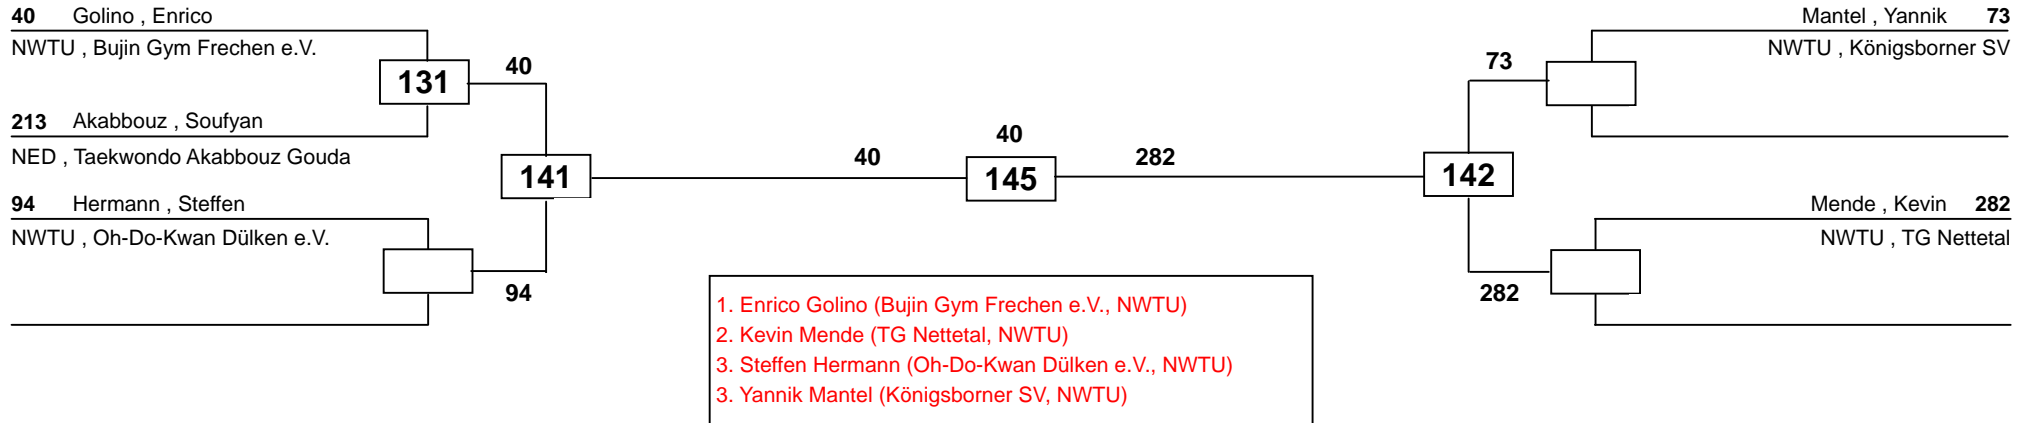 40 Golino , Enrico
NWTU , Bujin Gym Frechen e.V.
131
40
213 Akabbouz , Soufyan
NED , Taekwondo Akabbouz Gouda
141
94 Hermann , Steffen
NWTU , Oh-Do-Kwan Dülken e.V.
94
40
40
145
282
Mantel , Yannik 73
NWTU , Königsborner SV
73
142
Mende , Kevin 282
NWTU , TG Nettetal
282
1. Enrico Golino (Bujin Gym Frechen e.V., NWTU)
2. Kevin Mende (TG Nettetal, NWTU)
3. Steffen Hermann (Oh-Do-Kwan Dülken e.V., NWTU)
3. Yannik Mantel (Königsborner SV, NWTU)